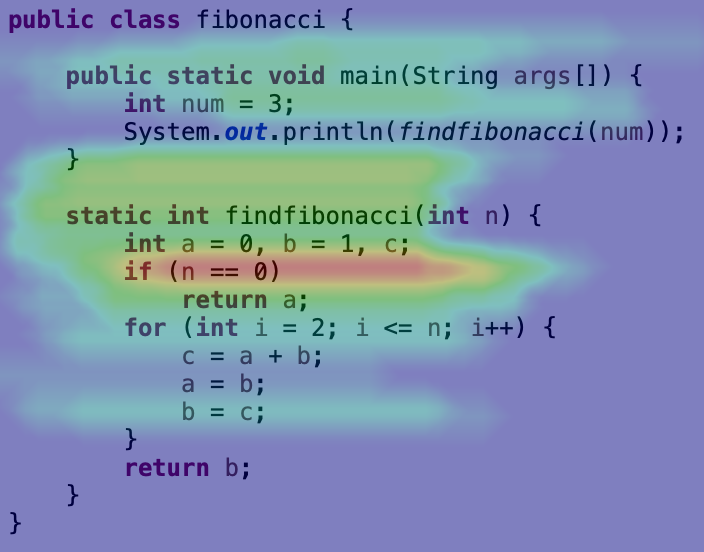 public class fibonacci {
public static void main(String args[]) {
int num = 3;
System.out.println(findfibonacci(num));
}
static int findfibonacci(int n) {
int a = 0, b = 1, c;
if (n == 0)
return a;
for (int i = 2; i <= n; i++) {
c = a + b;
a = b;
b = c;
}
return b;
}
}